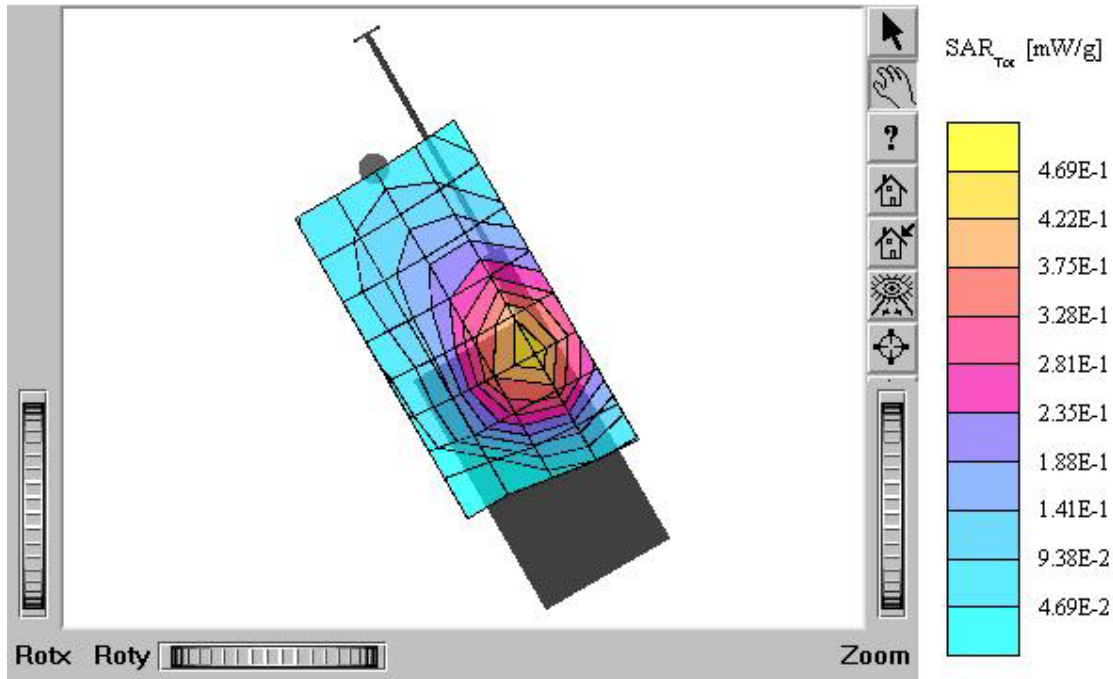 SAR_Tot [mW/g]
?
4.69E-1
4.22E-1
3.75E-1
3.28E-1
2.81E-1
2.35E-1
1.88E-1
1.41E-1
9.38E-2
4.69E-2
Rotx Roty Zoom